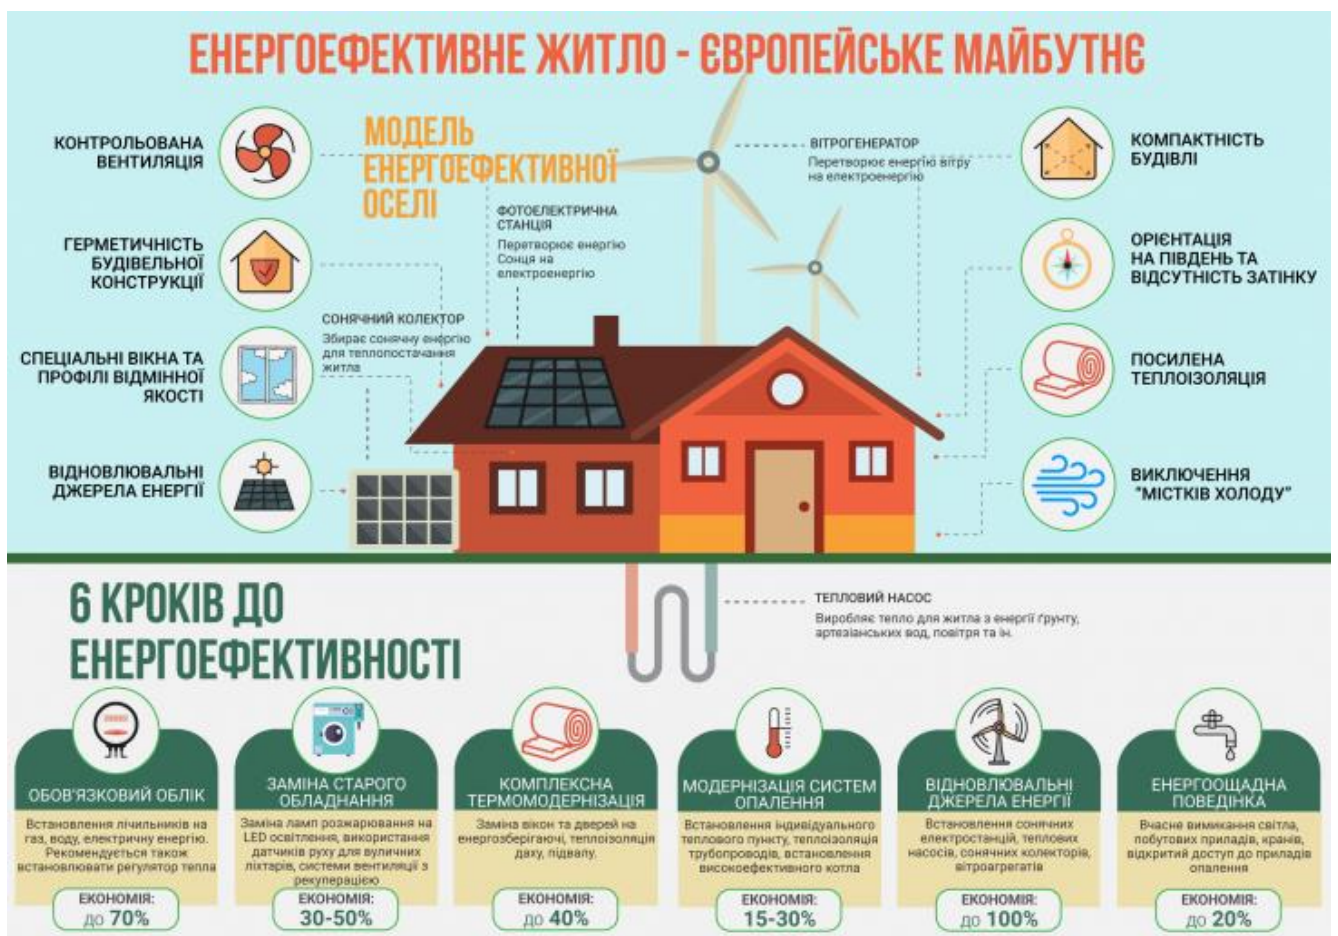 ЕНЕРГОЕФЕКТИВНЕ ЖИТЛО - ЄВРОПЕЙСЬКЕ МАЙБУТНЄ
МОДЕЛЬ
ЕНЕРГОЕФЕКТИВНОЇ
ОСЕЛІ
КОНТРОЛЬОВАНА
ВЕНТИЛЯЦІЯ
ГЕРМЕТИЧНІСТЬ
БУДІВЕЛЬНОЇ
КОНСТРУКЦІЇ
СПЕЦІАЛЬНІ ВІКНА ТА
ПРОФІЛІ ВІДМІННОЇ
ЯКОСТІ
ВІДНОВЛЮВАЛЬНІ
ДЖЕРЕЛА ЕНЕРГІЇ
ФОТОЕЛЕКТРИЧНА
СТАНЦІЯ
Перетворює енергію
Сонця на
електроенергію
СОНЯЧНИЙ КОЛЕКТОР
Збирає сонячну енергію
для теплопостачання
житла
ВІТРОГЕНЕРАТОР
Перетворює енергію вітру
на електроенергію
КОМПАКТНІСТЬ
БУДІВЛІ
ОРІЄНТАЦІЯ
НА ПІВДЕНЬ ТА
ВІДСУТНІСТЬ ЗАТІНКУ
ПОСИЛЕНА
ТЕПЛОІЗОЛЯЦІЯ
ВИКЛЮЧЕННЯ
"МІСТКІВ ХОЛОДУ"
ТЕПЛОВИЙ НАСОС
Виробляє тепло для житла з енергії ґрунту,
артезіанських вод, повітря та ін.
6 КРОКІВ ДО
ЕНЕРГОЕФЕКТИВНОСТІ
ОБОВ'ЯЗКОВИЙ ОБЛІК
Встановлення лічильників на
газ, воду, електричну енергію.
Рекомендується також
встановлювати регулятор тепла
ЕКОНОМІЯ:
до 70%
ЗАМІНА СТАРОГО
ОБЛАДНАННЯ
Заміна ламп розжарювання на
LED освітлення, використання
датчиків руху для вуличних
ліхтарів, системи вентиляції з
рекуперацією
ЕКОНОМІЯ:
30-50%
КОМПЛЕКСНА
ТЕРМОМОДЕРНІЗАЦІЯ
Заміна вікон та дверей на
енергозберігаючі, теплоізоляція
даху, підвалу.
ЕКОНОМІЯ:
до 40%
МОДЕРНІЗАЦІЯ СИСТЕМ
ОПАЛЕННЯ
Встановлення індивідуального
теплового пункту, теплоізоляція
трубопроводів, встановлення
високоефективного котла
ЕКОНОМІЯ:
15-30%
ВІДНОВЛЮВАЛЬНІ
ДЖЕРЕЛА ЕНЕРГІЇ
Встановлення сонячних
електростанцій, теплових
насосів, сонячних колекторів,
вітроагрегатів
ЕКОНОМІЯ:
до 100%
ЕНЕРГООЩАДНА
ПОВЕДІНКА
Вчасне вимикання світла,
побутових приладів, кранів,
відкритий доступ до приладів
опалення
ЕКОНОМІЯ:
до 20%